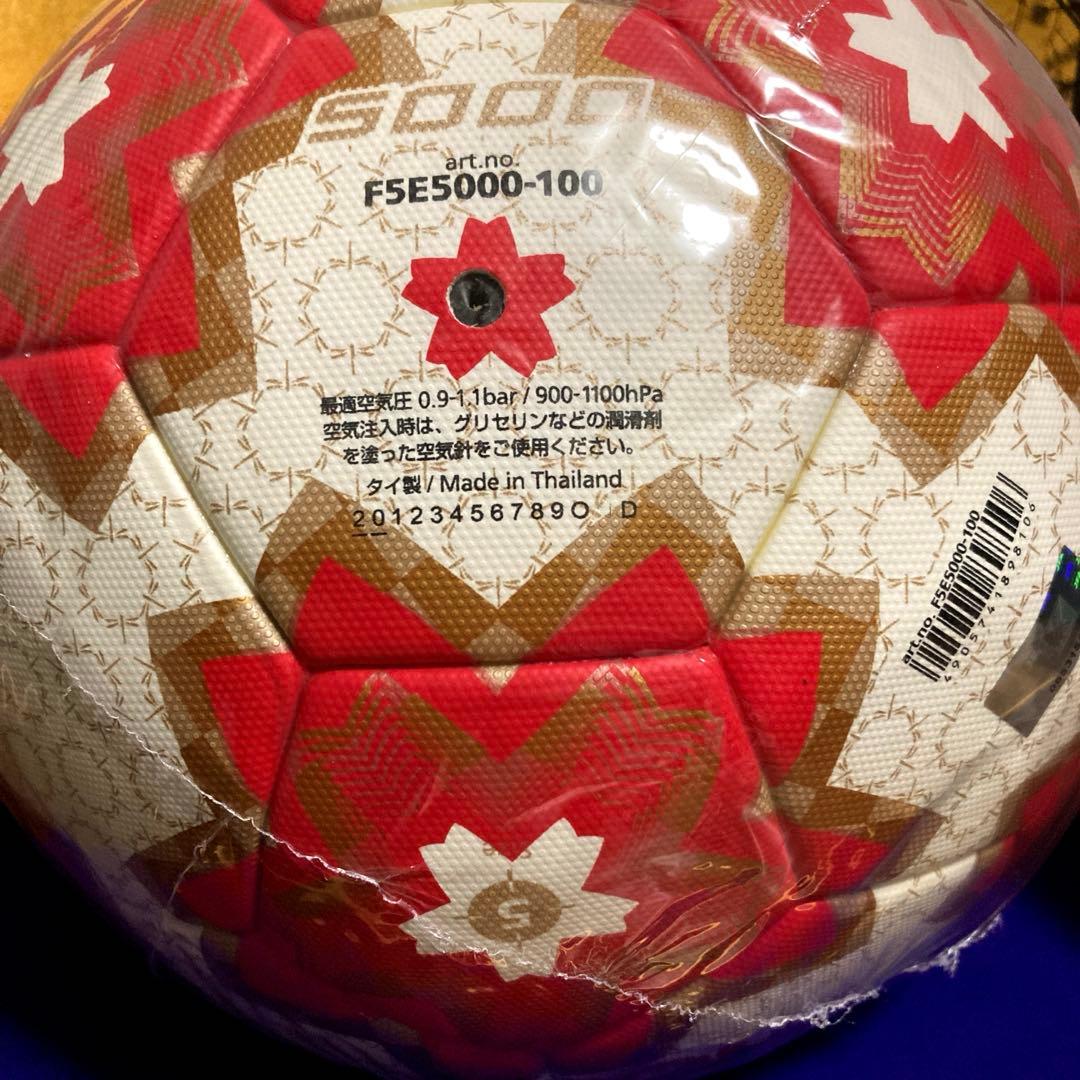 5000
art.no.
F5E5000-100
最適空気圧 0.9-1.1bar / 900-1100hPa
空気注入時は、グリセリンなどの潤滑剤
を塗った空気針をご使用ください。
タイ製 / Made in Thailand
20123456789O D
art.no. F5E5000-100
4905741898106
5